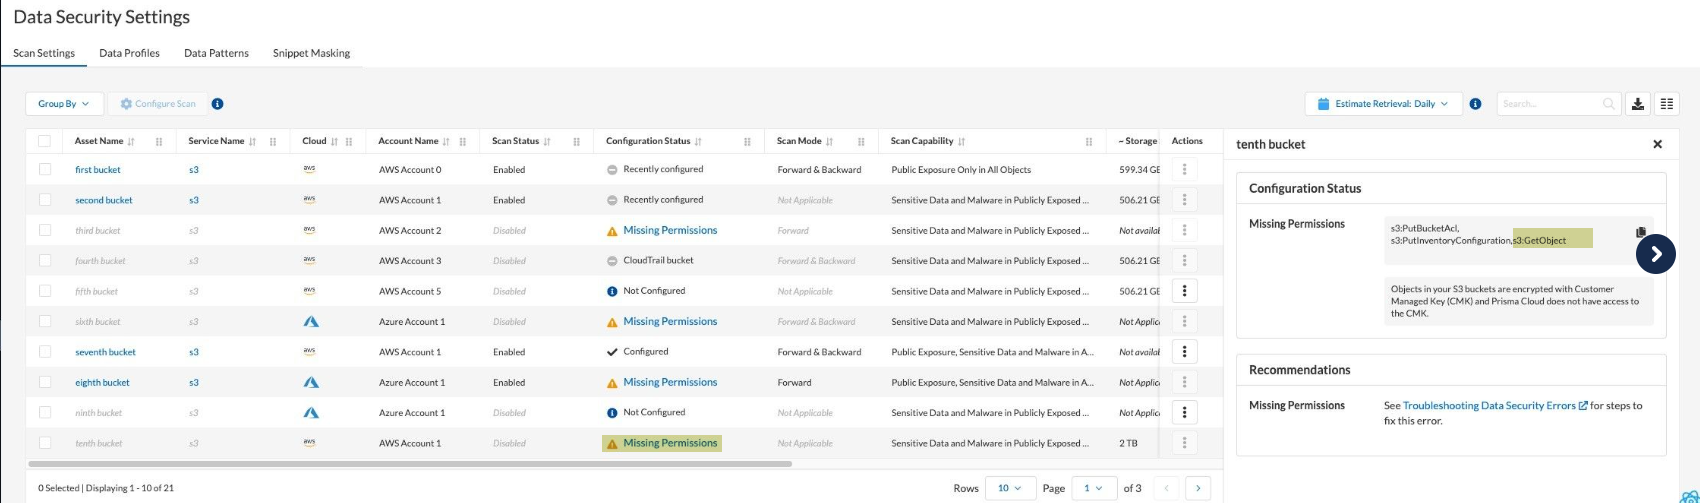 Data Security Settings
Scan Settings Data Profiles Data Patterns Snippet Masking
Group By Configure Scan Estimate Retrieval: Daily Search...
Asset Name Service Name Cloud Account Name Scan Status Configuration Status Scan Mode Scan Capability ~ Storage Actions
first bucket s3 aws AWS Account 0 Enabled Recently configured Forward & Backward Public Exposure Only in All Objects 599.34 GE
second bucket s3 aws AWS Account 1 Enabled Recently configured Not Applicable Sensitive Data and Malware in Publicly Exposed ... 506.21 GE
third bucket s3 aws AWS Account 2 Disabled Missing Permissions Forward Sensitive Data and Malware in Publicly Exposed ... Not availal
fourth bucket s3 aws AWS Account 3 Disabled CloudTrail bucket Forward & Backward Sensitive Data and Malware in Publicly Exposed ... 506.21 GE
fifth bucket s3 aws AWS Account 5 Disabled Not Configured Not Applicable Sensitive Data and Malware in Publicly Exposed ... 506.21 GE
sixth bucket s3 Azure Account 1 Disabled Missing Permissions Forward & Backward Sensitive Data and Malware in Publicly Exposed ... Not Applic
seventh bucket s3 aws AWS Account 1 Enabled Configured Forward & Backward Public Exposure, Sensitive Data and Malware in A... Not availal
eighth bucket s3 Azure Account 1 Enabled Missing Permissions Forward Public Exposure, Sensitive Data and Malware in A... Not Applic
ninth bucket s3 Azure Account 1 Disabled Not Configured Not Applicable Sensitive Data and Malware in Publicly Exposed ... Not Applic
tenth bucket s3 aws AWS Account 1 Disabled Missing Permissions Not Applicable Sensitive Data and Malware in Publicly Exposed ... 2 TB
0 Selected | Displaying 1 - 10 of 21 Rows 10 Page 1 of 3
tenth bucket
Configuration Status
Missing Permissions
s3:PutBucketAcl,
s3:PutInventoryConfiguration,s3:GetObject
Objects in your S3 buckets are encrypted with Customer
Managed Key (CMK) and Prisma Cloud does not have access to
the CMK.
Recommendations
Missing Permissions
See Troubleshooting Data Security Errors for steps to
fix this error.